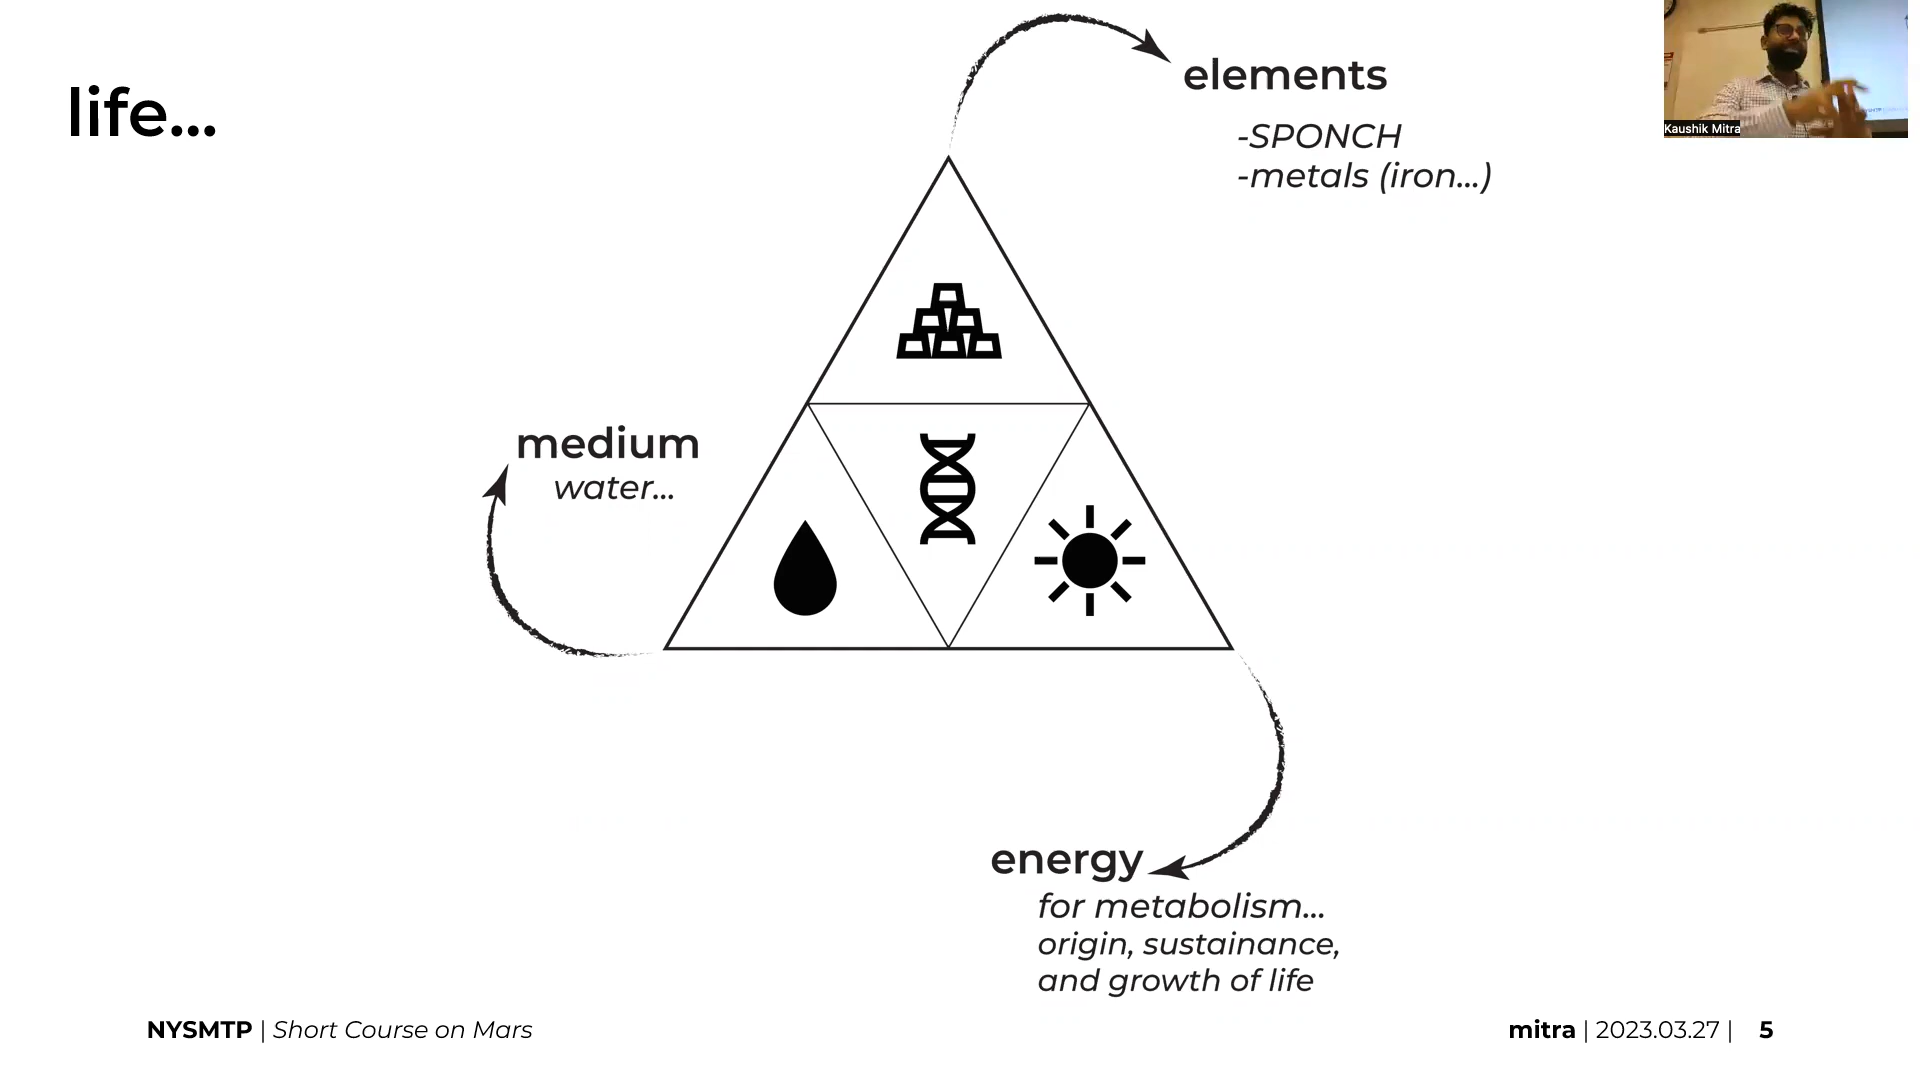 life...
elements
-SPONCH
-metals (iron...)
Kaushik Mitra
medium
water...
energy
for metabolism...
origin, sustainance,
and growth of life
NYSMTP | Short Course on Mars
mitra | 2023.03.27 | 5